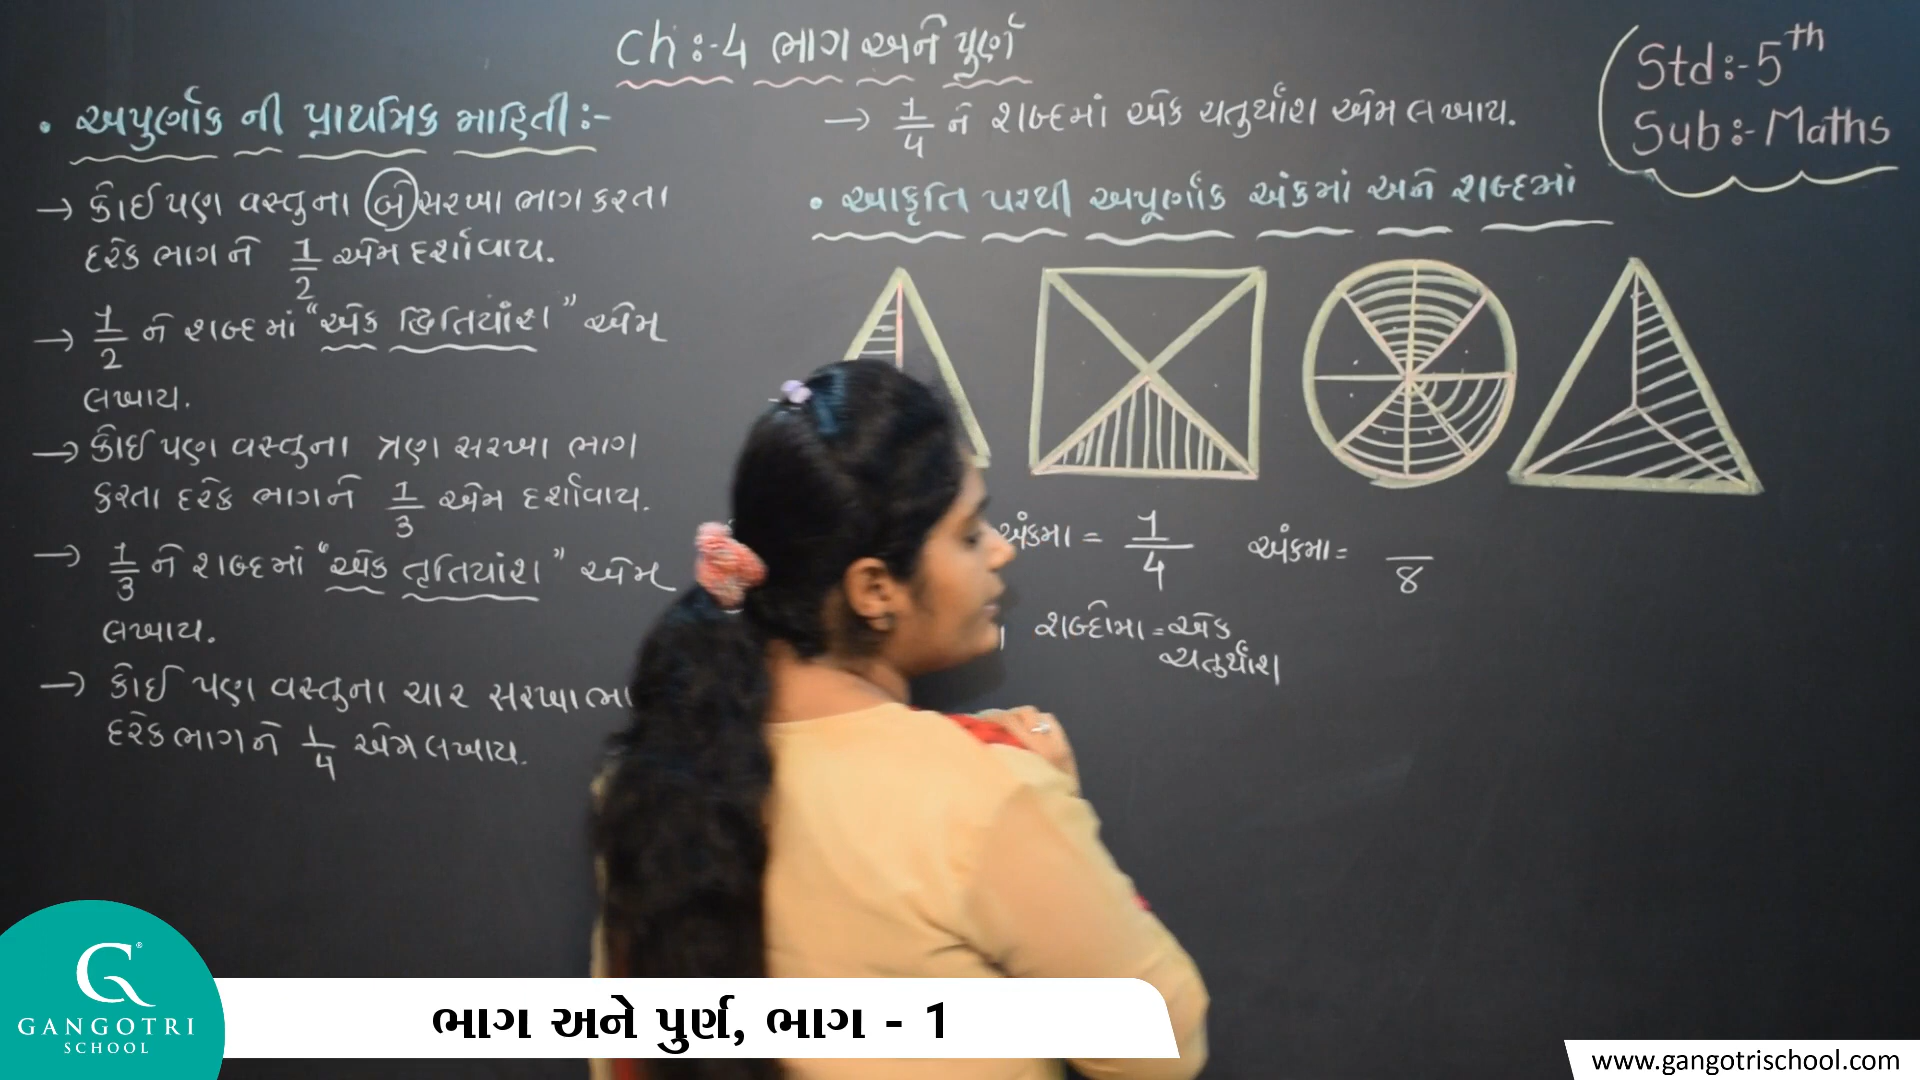 Ch :- 4 ભાગ અને પુર્ણ
Std :- 5th
Sub :- Maths
• અપુર્ણાંક ની પ્રાથમિક માહિતી :-
→ કોઈ પણ વસ્તુના બે સરખા ભાગ કરતા
દરેક ભાગને 1/2 એમ દર્શાવાય.
→ 1/2 ને શબ્દમાં "એક દ્વિતિયાંશ" એમ
લખાય.
→ કોઈ પણ વસ્તુના ત્રણ સરખા ભાગ
કરતા દરેક ભાગને 1/3 એમ દર્શાવાય.
→ 1/3 ને શબ્દમાં "એક તૃતિયાંશ" એમ
લખાય.
→ કોઈ પણ વસ્તુના ચાર સરખા ભા
દરેક ભાગને 1/4 એમ લખાય.
→ 1/4 ને શબ્દમાં એક ચતુર્થાંશ એમ લખાય.
• આકૃતિ પરથી અપૂર્ણાંક અંકમાં અને શબ્દમાં
અંકમા = 1/4
શબ્દોમા = એક
ચતુર્થાંશ
અંકમા = /8
G®
GANGOTRI
SCHOOL
ભાગ અને પુર્ણ, ભાગ - 1
www.gangotrischool.com